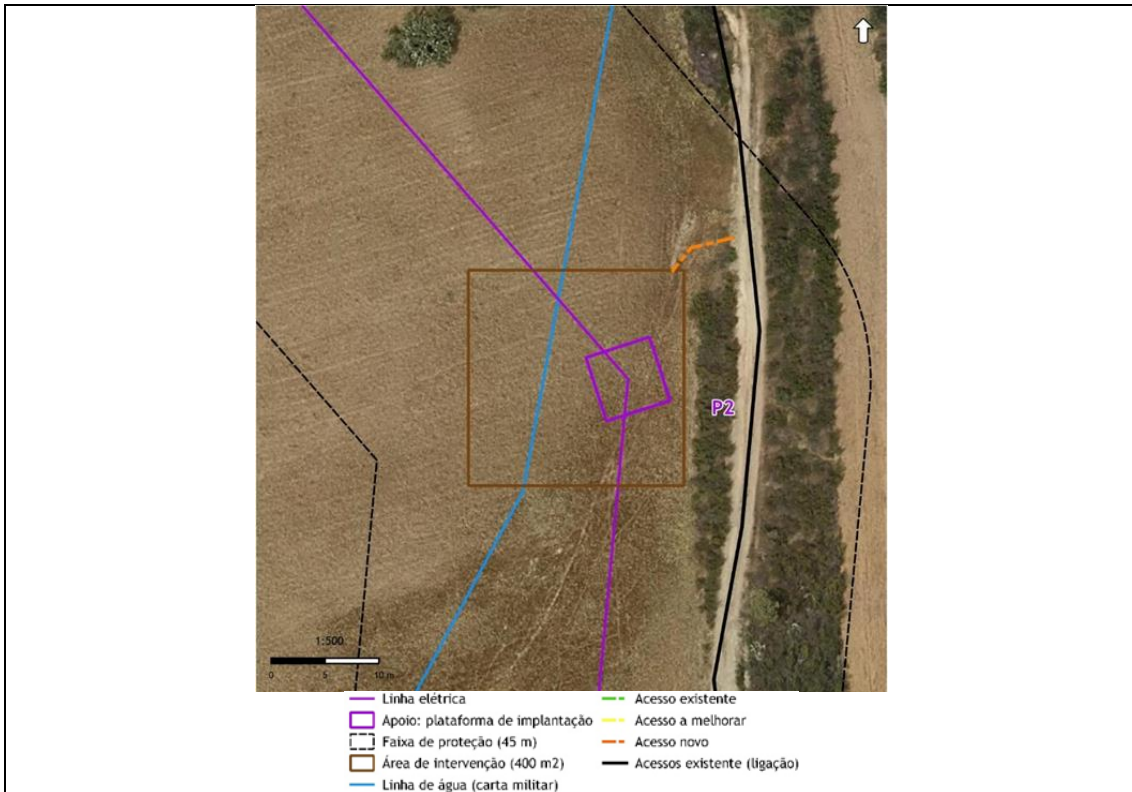 P2
1:500
0 5 10 m
Linha elétrica
Apoio: plataforma de implantação
Faixa de proteção (45 m)
Área de intervenção (400 m2)
Linha de água (carta militar)
Acesso existente
Acesso a melhorar
Acesso novo
Acessos existente (ligação)